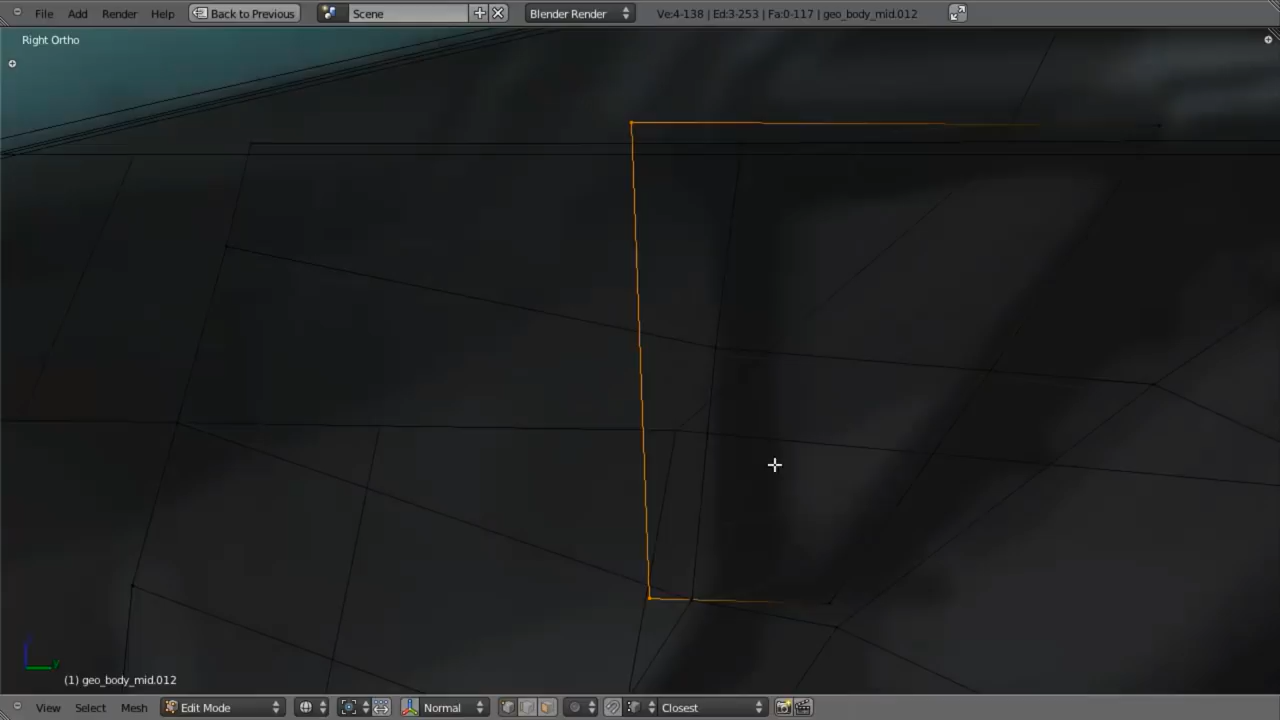 File Add Render Help Back to Previous Scene Blender Render Ve:4-138 | Ed:3-253 | Fa:0-117 | geo_body_mid.012
Right Ortho
y
(1) geo_body_mid.012
View Select Mesh Edit Mode Normal Closest